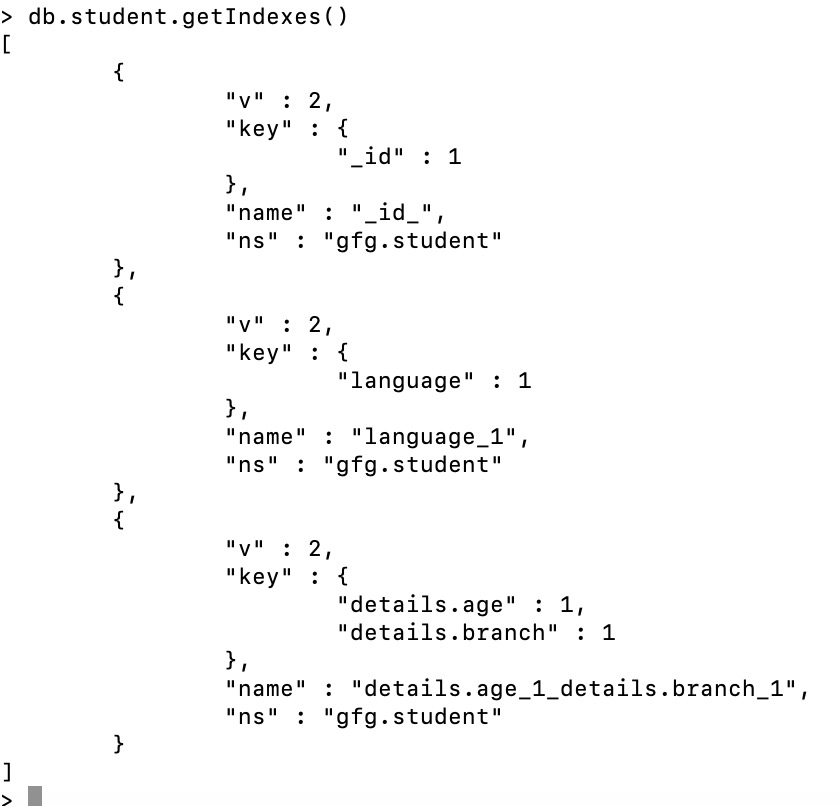 > db.student.getIndexes()
[
        {
                "v" : 2,
                "key" : {
                        "_id" : 1
                },
                "name" : "_id_",
                "ns" : "gfg.student"
        },
        {
                "v" : 2,
                "key" : {
                        "language" : 1
                },
                "name" : "language_1",
                "ns" : "gfg.student"
        },
        {
                "v" : 2,
                "key" : {
                        "details.age" : 1,
                        "details.branch" : 1
                },
                "name" : "details.age_1_details.branch_1",
                "ns" : "gfg.student"
        }
]
>